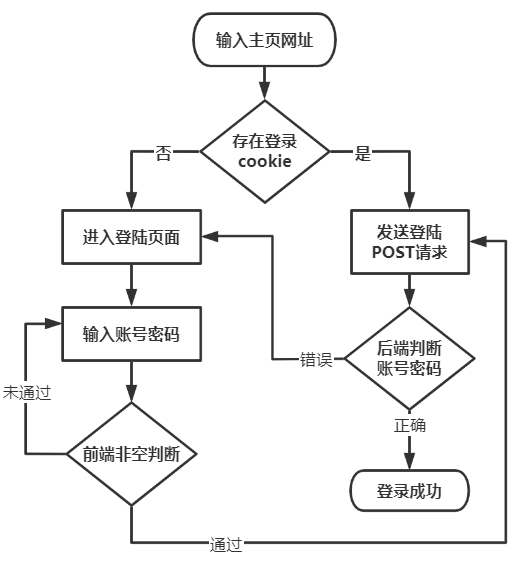 输入主页网址
存在登录
cookie
否
是
进入登陆页面
发送登陆
POST请求
输入账号密码
错误
后端判断
账号密码
未通过
正确
前端非空判断
登录成功
通过